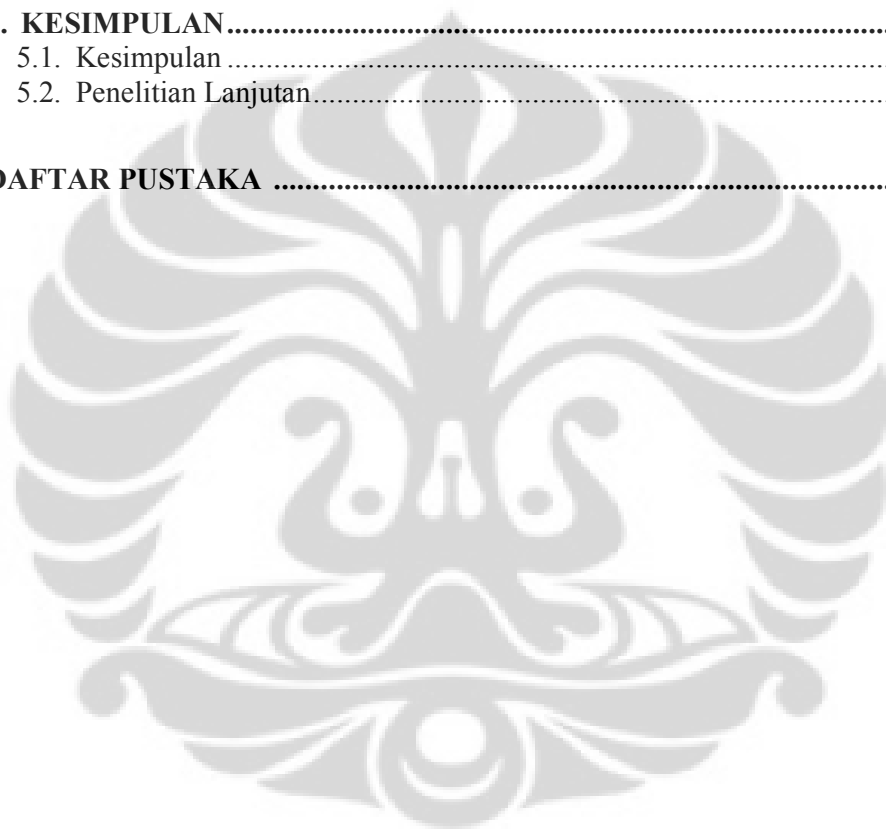 . KESIMPULAN........................................................................................
5.1. Kesimpulan.....................................................................................
5.2. Penelitian Lanjutan.........................................................................
DAFTAR PUSTAKA ................................................................................